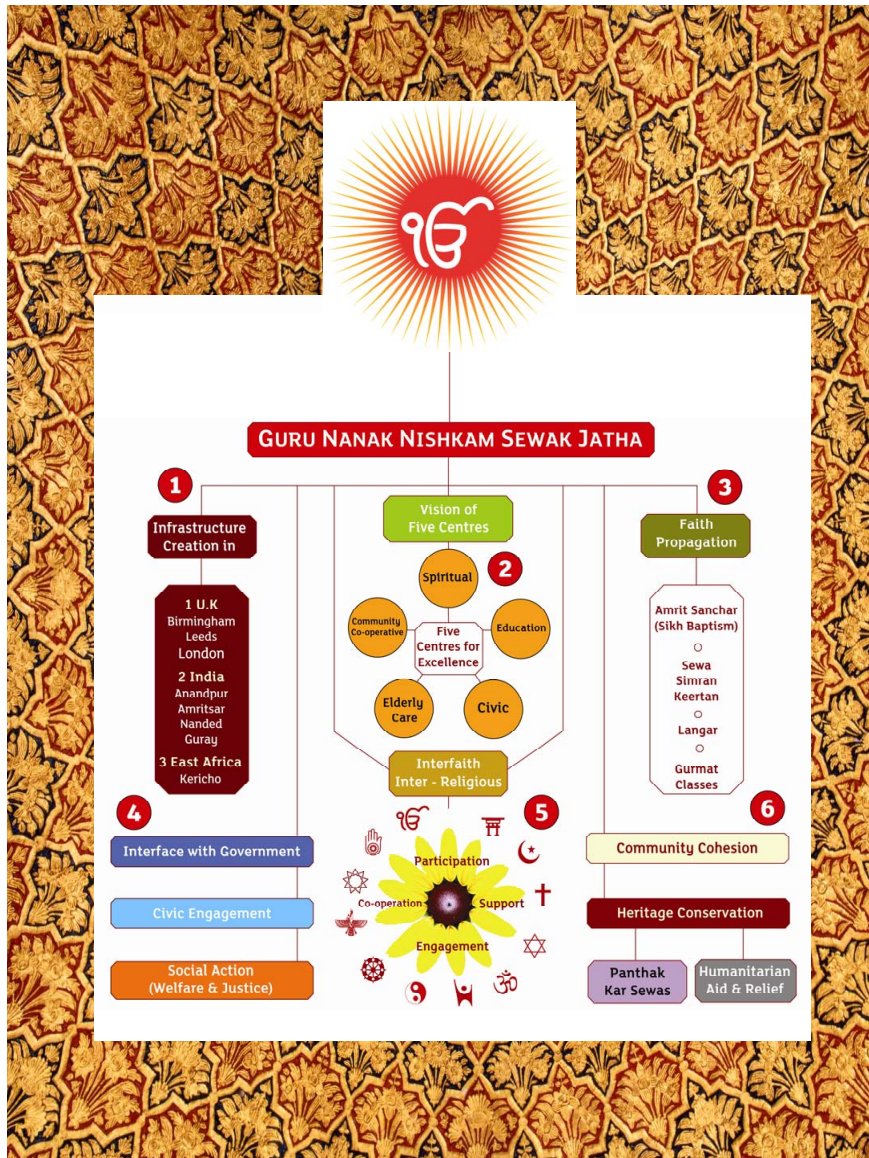 ੴ
GURU NANAK NISHKAM SEWAK JATHA
1
Infrastructure
Creation in
1 U.K
Birmingham
Leeds
London
2 India
Anandpur
Amritsar
Nanded
Guray
3 East Africa
Kericho
Vision of
Five Centres
2
Spiritual
Community
Co-operative
Education
Five
Centres for
Excellence
Elderly
Care
Civic
3
Faith
Propagation
Amrit Sanchar
(Sikh Baptism)
Sewa
Simran
Keertan
Langar
Gurmat
Classes
4
Interface with Government
Civic Engagement
Social Action
(Welfare & Justice)
Interfaith
Inter - Religious
5
ੴ
Participation
Co-operation
Support
Engagement
ॐ
6
Community Cohesion
Heritage Conservation
Panthak
Kar Sewas
Humanitarian
Aid & Relief